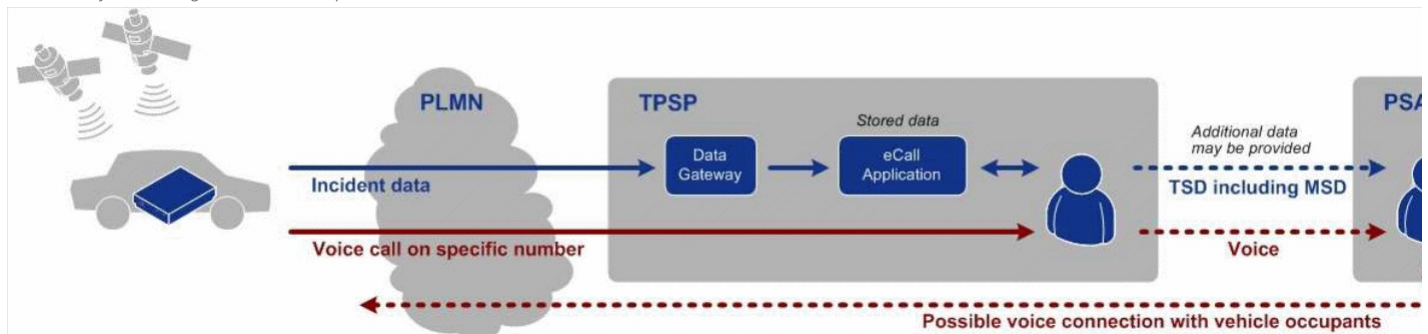 PLMN
TPSP
PSA
Stored data
Data
Gateway
eCall
Application
Additional data
may be provided
Incident data
TSD including MSD
Voice call on specific number
Voice
Possible voice connection with vehicle occupants